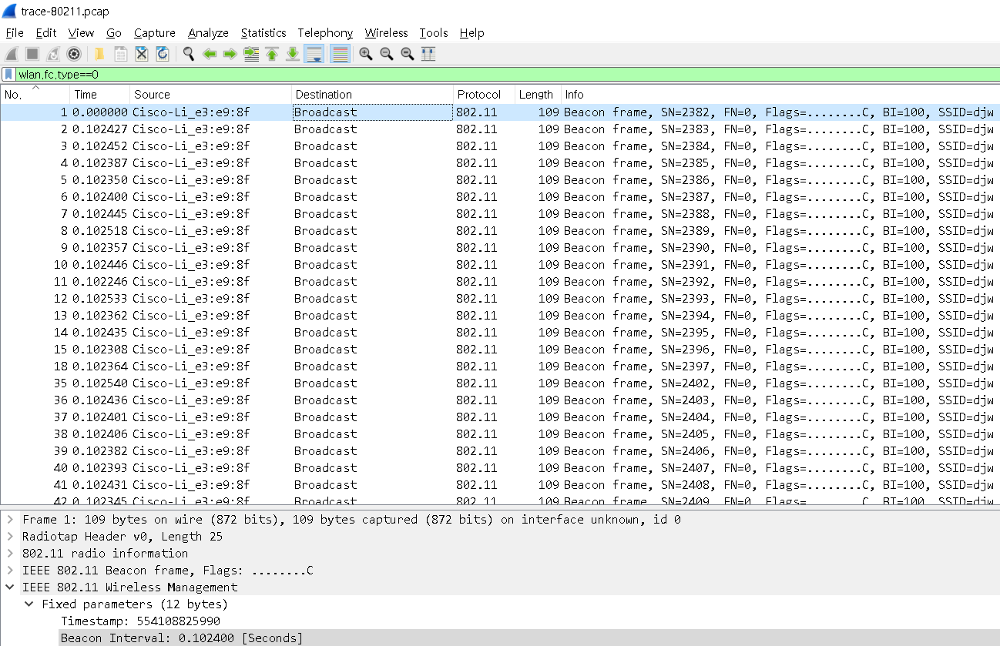 trace-80211.pcap
File Edit View Go Capture Analyze Statistics Telephony Wireless Tools Help
wlan.fc.type==0
No. Time Source Destination Protocol Length Info
1 0.000000 Cisco-Li_e3:e9:8f Broadcast 802.11 109 Beacon frame, SN=2382, FN=0, Flags=........C, BI=100, SSID=djw
2 0.102427 Cisco-Li_e3:e9:8f Broadcast 802.11 109 Beacon frame, SN=2383, FN=0, Flags=........C, BI=100, SSID=djw
3 0.102452 Cisco-Li_e3:e9:8f Broadcast 802.11 109 Beacon frame, SN=2384, FN=0, Flags=........C, BI=100, SSID=djw
4 0.102387 Cisco-Li_e3:e9:8f Broadcast 802.11 109 Beacon frame, SN=2385, FN=0, Flags=........C, BI=100, SSID=djw
5 0.102350 Cisco-Li_e3:e9:8f Broadcast 802.11 109 Beacon frame, SN=2386, FN=0, Flags=........C, BI=100, SSID=djw
6 0.102400 Cisco-Li_e3:e9:8f Broadcast 802.11 109 Beacon frame, SN=2387, FN=0, Flags=........C, BI=100, SSID=djw
7 0.102445 Cisco-Li_e3:e9:8f Broadcast 802.11 109 Beacon frame, SN=2388, FN=0, Flags=........C, BI=100, SSID=djw
8 0.102518 Cisco-Li_e3:e9:8f Broadcast 802.11 109 Beacon frame, SN=2389, FN=0, Flags=........C, BI=100, SSID=djw
9 0.102357 Cisco-Li_e3:e9:8f Broadcast 802.11 109 Beacon frame, SN=2390, FN=0, Flags=........C, BI=100, SSID=djw
10 0.102446 Cisco-Li_e3:e9:8f Broadcast 802.11 109 Beacon frame, SN=2391, FN=0, Flags=........C, BI=100, SSID=djw
11 0.102246 Cisco-Li_e3:e9:8f Broadcast 802.11 109 Beacon frame, SN=2392, FN=0, Flags=........C, BI=100, SSID=djw
12 0.102533 Cisco-Li_e3:e9:8f Broadcast 802.11 109 Beacon frame, SN=2393, FN=0, Flags=........C, BI=100, SSID=djw
13 0.102362 Cisco-Li_e3:e9:8f Broadcast 802.11 109 Beacon frame, SN=2394, FN=0, Flags=........C, BI=100, SSID=djw
14 0.102435 Cisco-Li_e3:e9:8f Broadcast 802.11 109 Beacon frame, SN=2395, FN=0, Flags=........C, BI=100, SSID=djw
15 0.102308 Cisco-Li_e3:e9:8f Broadcast 802.11 109 Beacon frame, SN=2396, FN=0, Flags=........C, BI=100, SSID=djw
18 0.102364 Cisco-Li_e3:e9:8f Broadcast 802.11 109 Beacon frame, SN=2397, FN=0, Flags=........C, BI=100, SSID=djw
35 0.102540 Cisco-Li_e3:e9:8f Broadcast 802.11 109 Beacon frame, SN=2402, FN=0, Flags=........C, BI=100, SSID=djw
36 0.102436 Cisco-Li_e3:e9:8f Broadcast 802.11 109 Beacon frame, SN=2403, FN=0, Flags=........C, BI=100, SSID=djw
37 0.102401 Cisco-Li_e3:e9:8f Broadcast 802.11 109 Beacon frame, SN=2404, FN=0, Flags=........C, BI=100, SSID=djw
38 0.102406 Cisco-Li_e3:e9:8f Broadcast 802.11 109 Beacon frame, SN=2405, FN=0, Flags=........C, BI=100, SSID=djw
39 0.102382 Cisco-Li_e3:e9:8f Broadcast 802.11 109 Beacon frame, SN=2406, FN=0, Flags=........C, BI=100, SSID=djw
40 0.102393 Cisco-Li_e3:e9:8f Broadcast 802.11 109 Beacon frame, SN=2407, FN=0, Flags=........C, BI=100, SSID=djw
41 0.102431 Cisco-Li_e3:e9:8f Broadcast 802.11 109 Beacon frame, SN=2408, FN=0, Flags=........C, BI=100, SSID=djw
42 0.102345 Cisco-Li_e3:e9:8f Broadcast 802.11 109 Beacon frame, SN=2409, FN=0, Flags=........C, BI=100, SSID=djw
Frame 1: 109 bytes on wire (872 bits), 109 bytes captured (872 bits) on interface unknown, id 0
Radiotap Header v0, Length 25
802.11 radio information
IEEE 802.11 Beacon frame, Flags: ........C
IEEE 802.11 Wireless Management
Fixed parameters (12 bytes)
Timestamp: 554108825990
Beacon Interval: 0.102400 [Seconds]